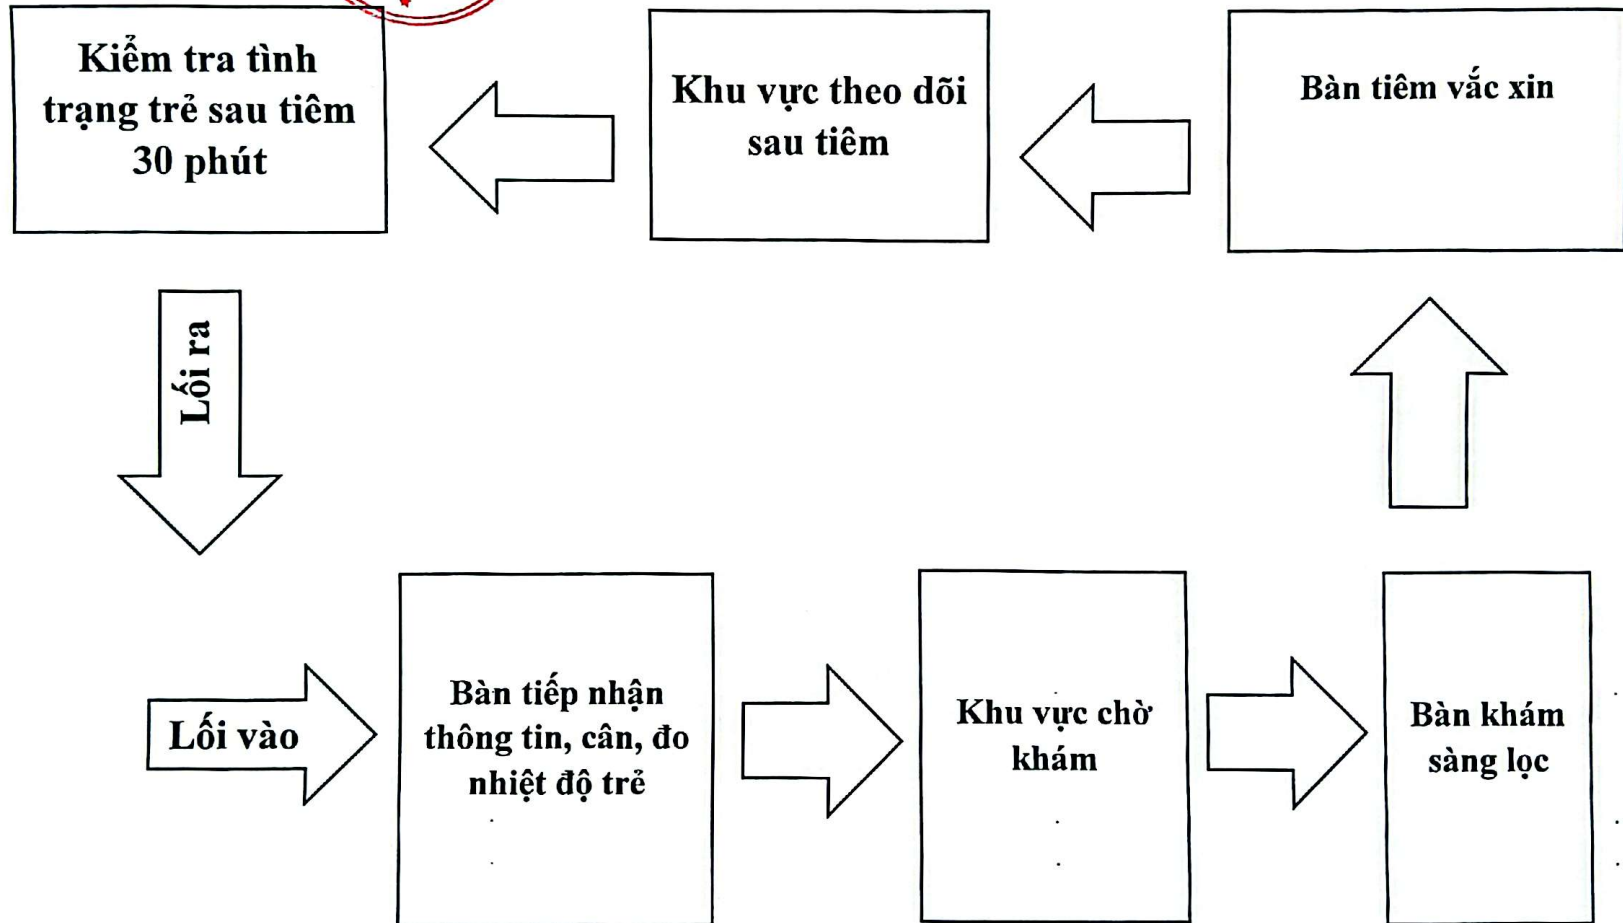 Kiểm tra tình
trạng trẻ sau tiêm
30 phút
Khu vực theo dõi
sau tiêm
Bàn tiêm vắc xin
Lối ra
Lối vào
Bàn tiếp nhận
thông tin, cân, đo
nhiệt độ trẻ
Khu vực chờ
khám
Bàn khám
sàng lọc